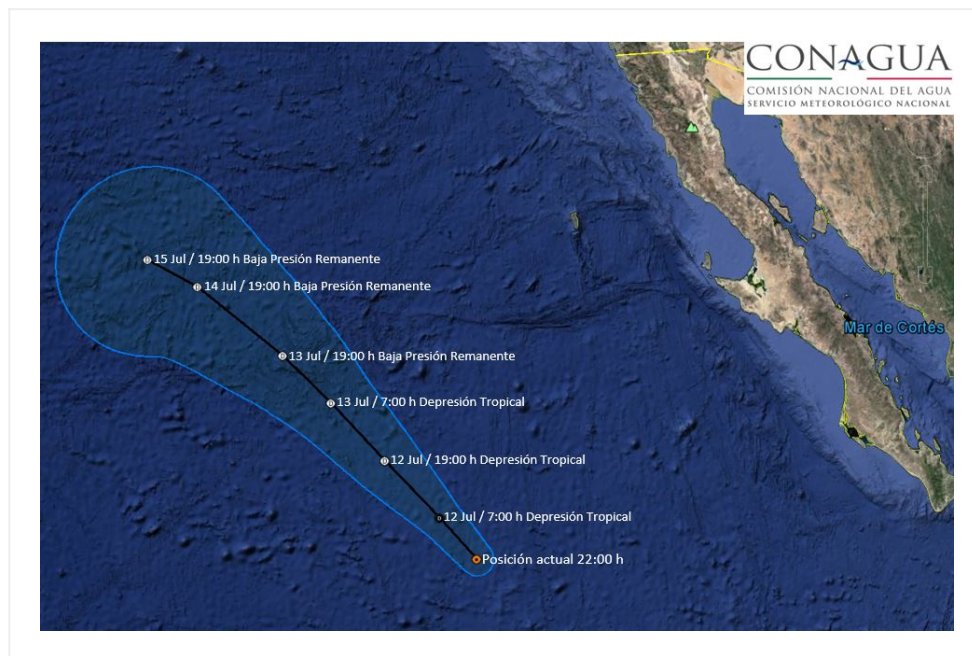 CONAGUA
COMISIÓN NACIONAL DEL AGUA
SERVICIO METEOROLÓGICO NACIONAL
15 Jul / 19:00 h Baja Presión Remanente
14 Jul / 19:00 h Baja Presión Remanente
Mar de Cortés
13 Jul / 19:00 h Baja Presión Remanente
13 Jul / 7:00 h Depresión Tropical
12 Jul / 19:00 h Depresión Tropical
12 Jul / 7:00 h Depresión Tropical
Posición actual 22:00 h